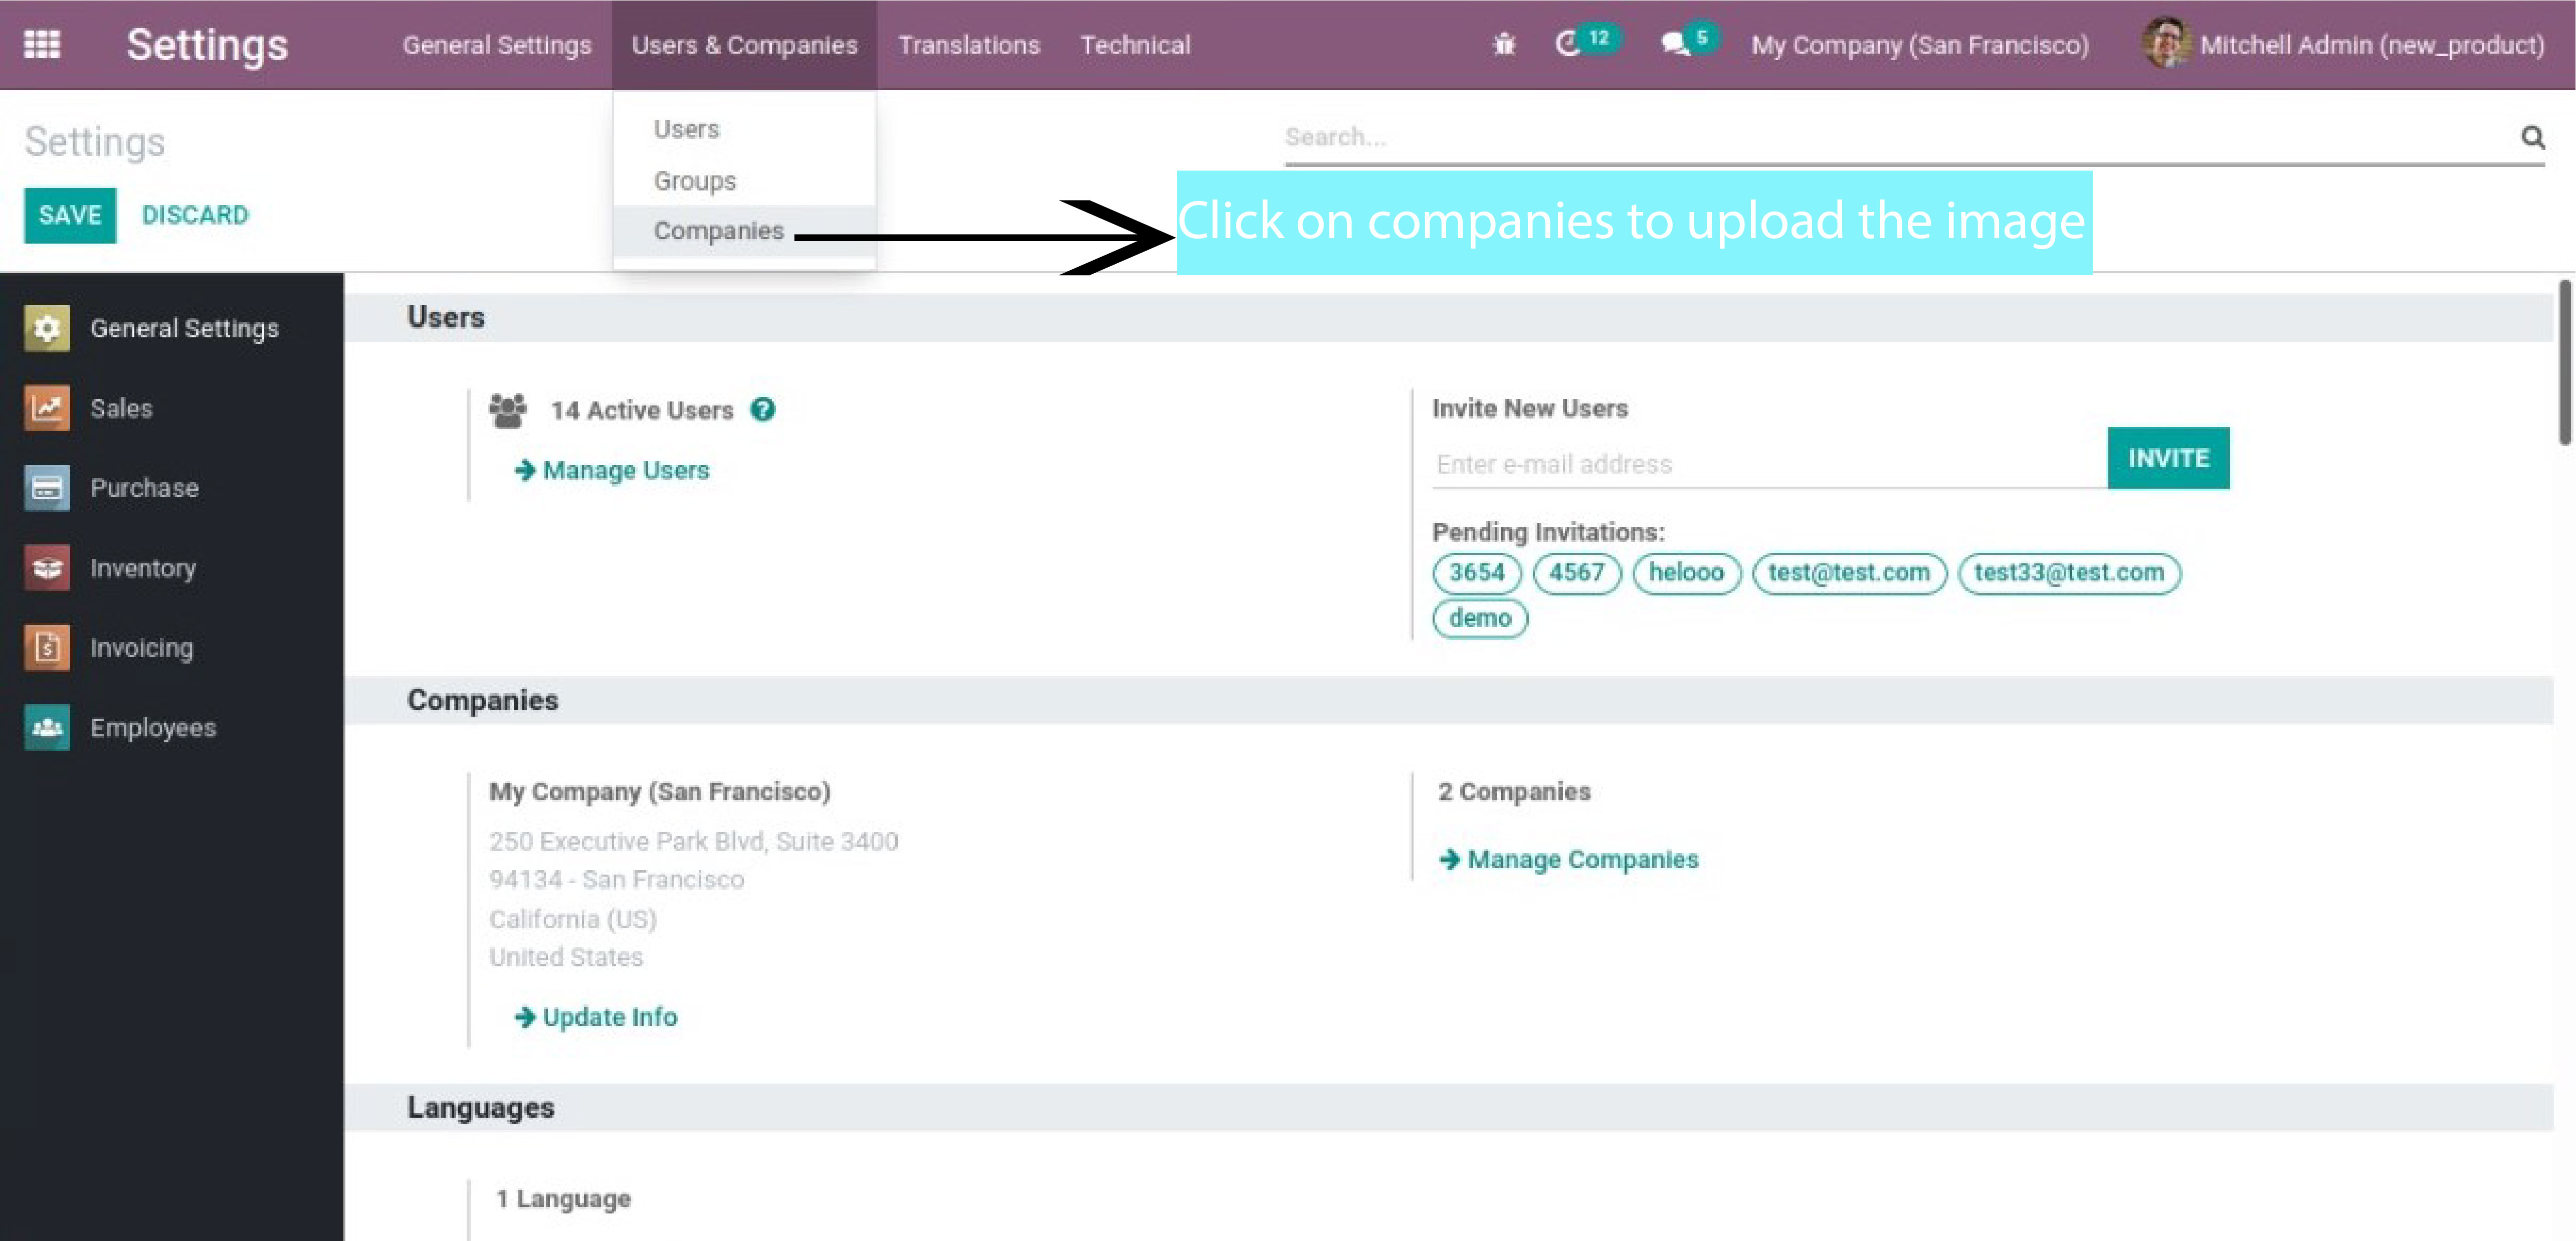 Settings General Settings Users & Companies Translations Technical 12 5 My Company (San Francisco) Mitchell Admin (new_product)
Settings
Search...
SAVE DISCARD
Users
Groups
Companies
Click on companies to upload the image
General Settings
Sales
Purchase
Inventory
Invoicing
Employees
Users
14 Active Users ?
Manage Users
Invite New Users
Enter e-mail address INVITE
Pending Invitations:
3654 4567 helooo test@test.com test33@test.com
demo
Companies
My Company (San Francisco)
250 Executive Park Blvd, Suite 3400
94134 - San Francisco
California (US)
United States
Update Info
2 Companies
Manage Companies
Languages
1 Language